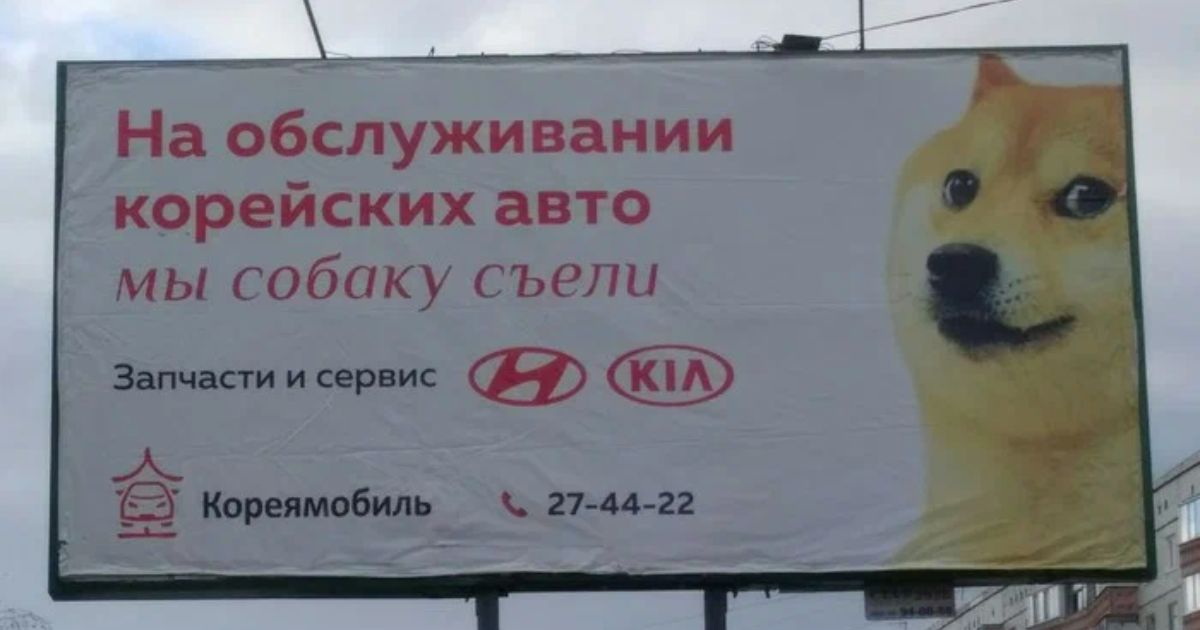 На обслуживании
корейских авто
мы собаку съели
Запчасти и сервис
KIA
Кореямобиль
27-44-22